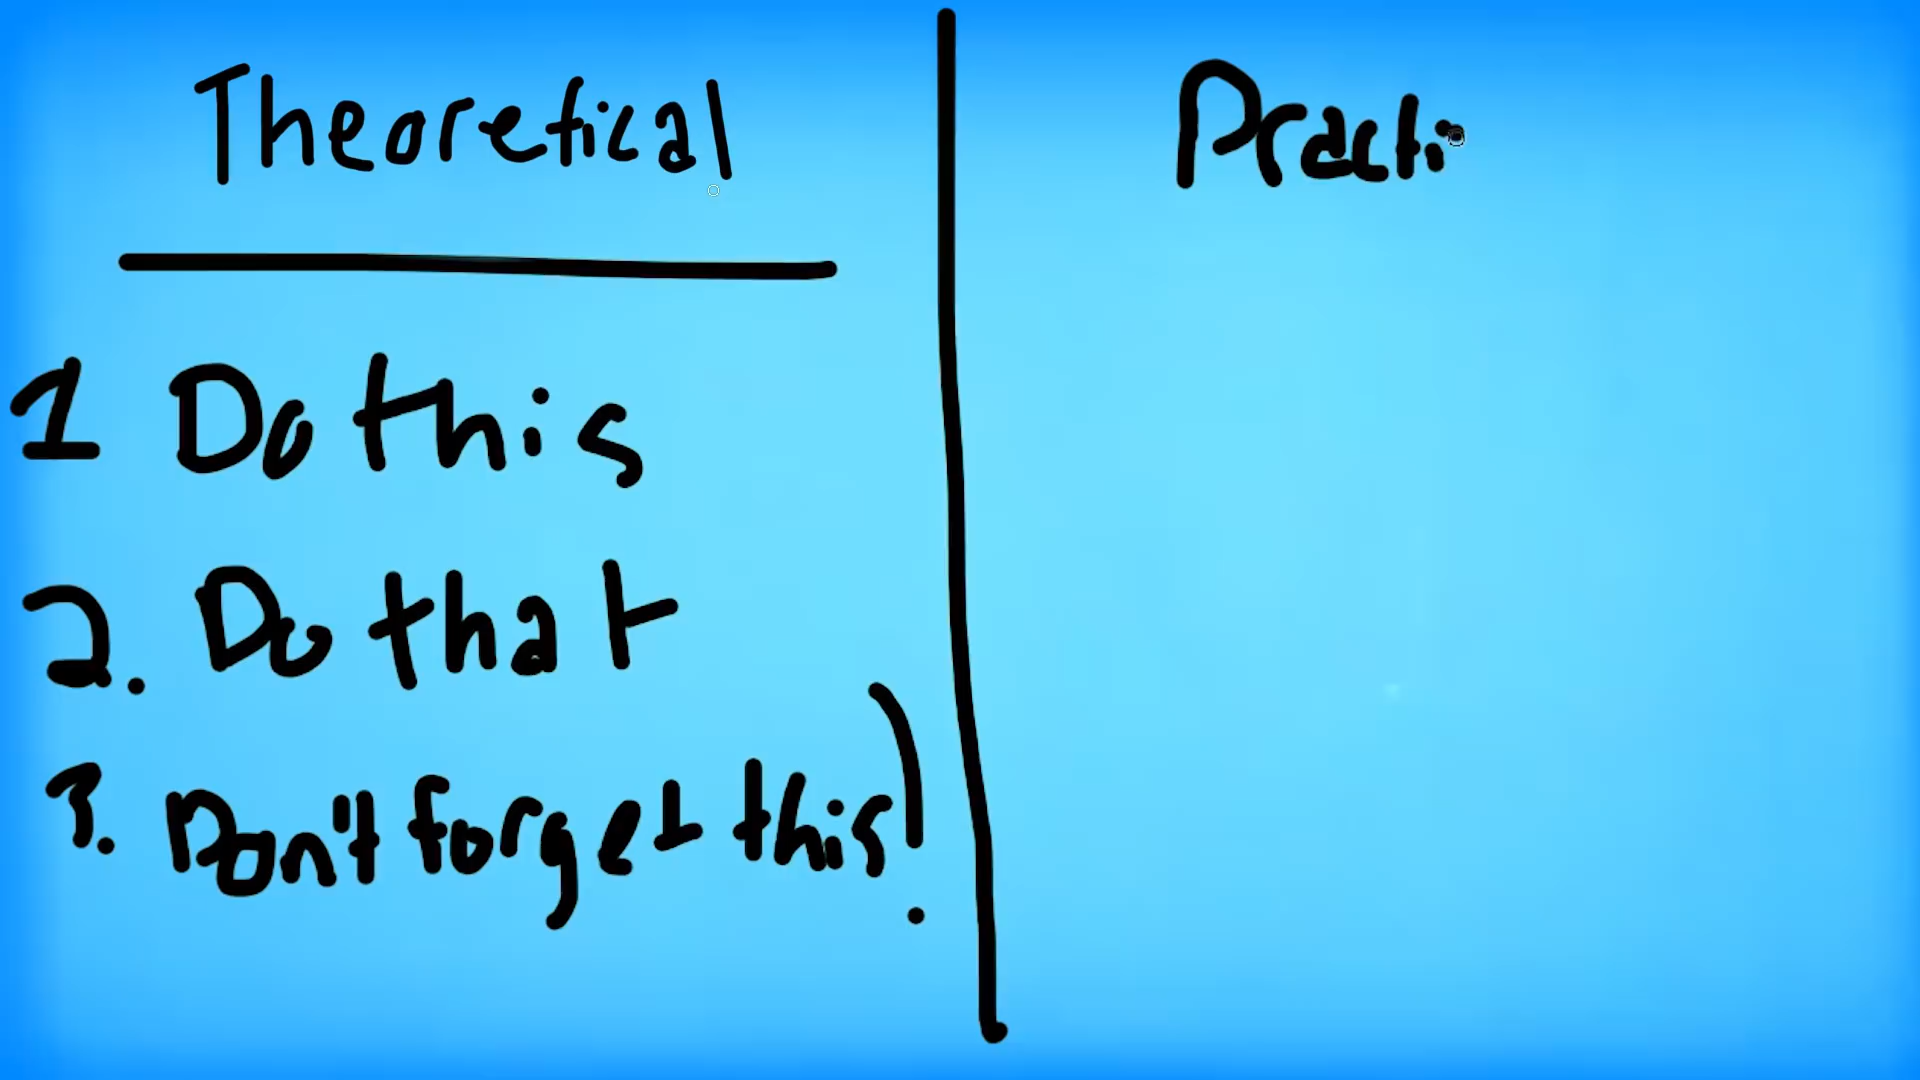 Theoretical
1 Do this
2. Do that
3. Don't forget this!
Practi